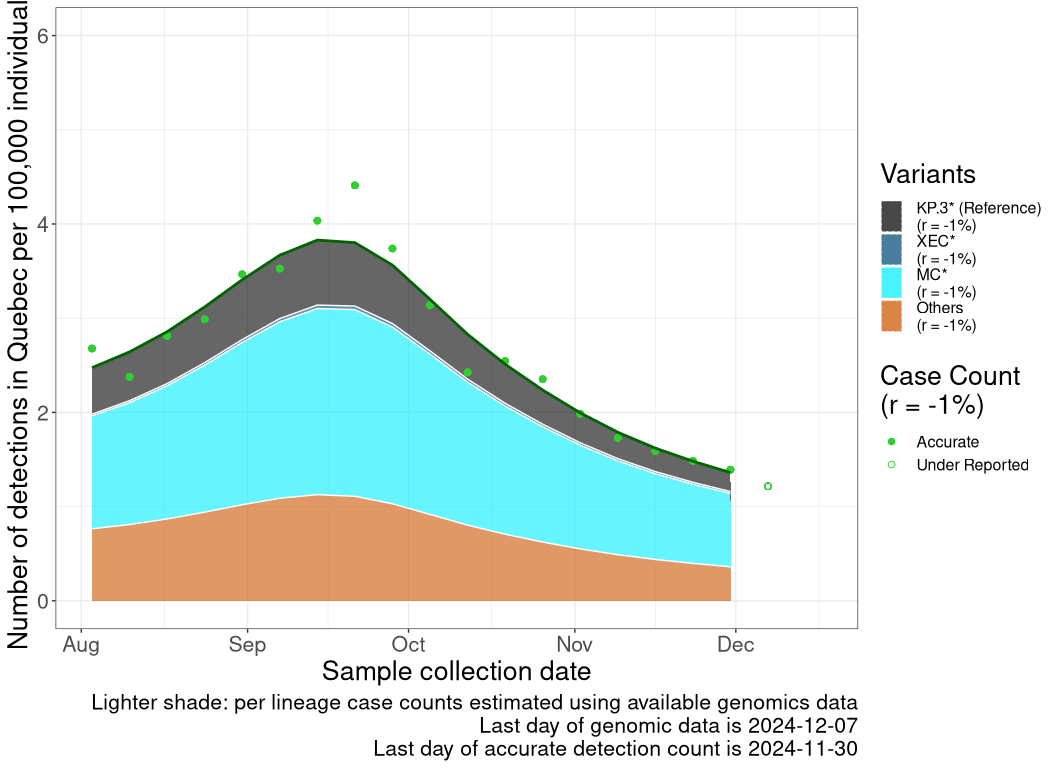 Number of detections in Quebec per 100,000 individual
6
4
2
0
Aug
Sep
Oct
Nov
Dec
Sample collection date
Lighter shade: per lineage case counts estimated using available genomics data
Last day of genomic data is 2024-12-07
Last day of accurate detection count is 2024-11-30
Variants
KP.3* (Reference)
(r = -1%)
XEC*
(r = -1%)
MC*
(r = -1%)
Others
(r = -1%)
Case Count
(r = -1%)
Accurate
Under Reported